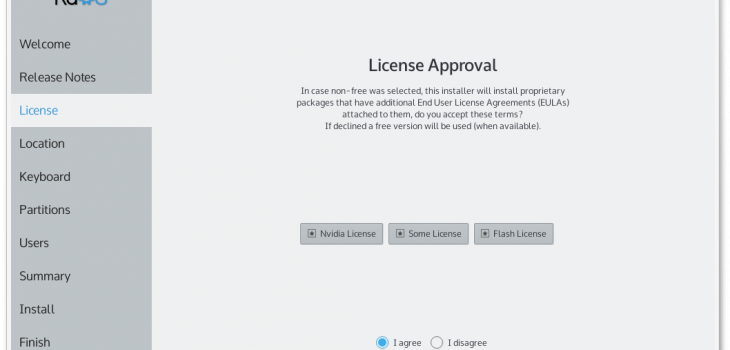 Welcome
Release Notes
License
Location
Keyboard
Partitions
Users
Summary
Install
Finish
License Approval
In case non-free was selected, this installer will install proprietary
packages that have additional End User License Agreements (EULAs)
attached to them, do you accept these terms?
If declined a free version will be used (when available).
Nvidia License Some License Flash License
I agree I disagree